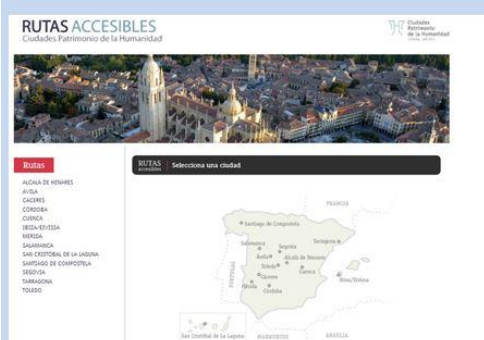 RUTAS ACCESIBLES
Ciudades Patrimonio de la Humanidad
Ciudades
Patrimonio
de la Humanidad
Rutas
ALCALA DE HENARES
AVILA
CACERES
CORDOBA
CUENCA
IBIZA/EIVISSA
MERIDA
SALAMANCA
SAN CRISTÓBAL DE LA LAGUNA
SANTIAGO DE COMPOSTELA
SEGOVIA
TARRAGONA
TOLEDO
RUTAS
accesibles
Selecciona una ciudad
FRANCIA
Santiago de Compostela
Salamanca
Segovia
Tarragona
Ávila
Alcalá de Henares
Toledo
Cuenca
Cáceres
Ibiza/Eivissa
Mérida
Córdoba
PORTUGAL
San Cristóbal de La Laguna
MARRUECOS
ARGELIA